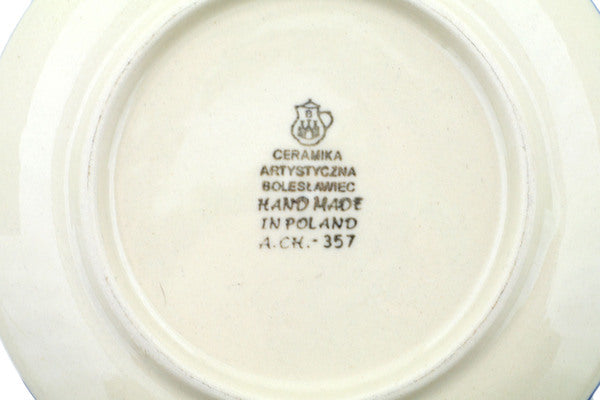 CERAMIKA
ARTYSTYCZNA
BOLESŁAWIEC
HAND MADE
IN POLAND
A.CH.-357